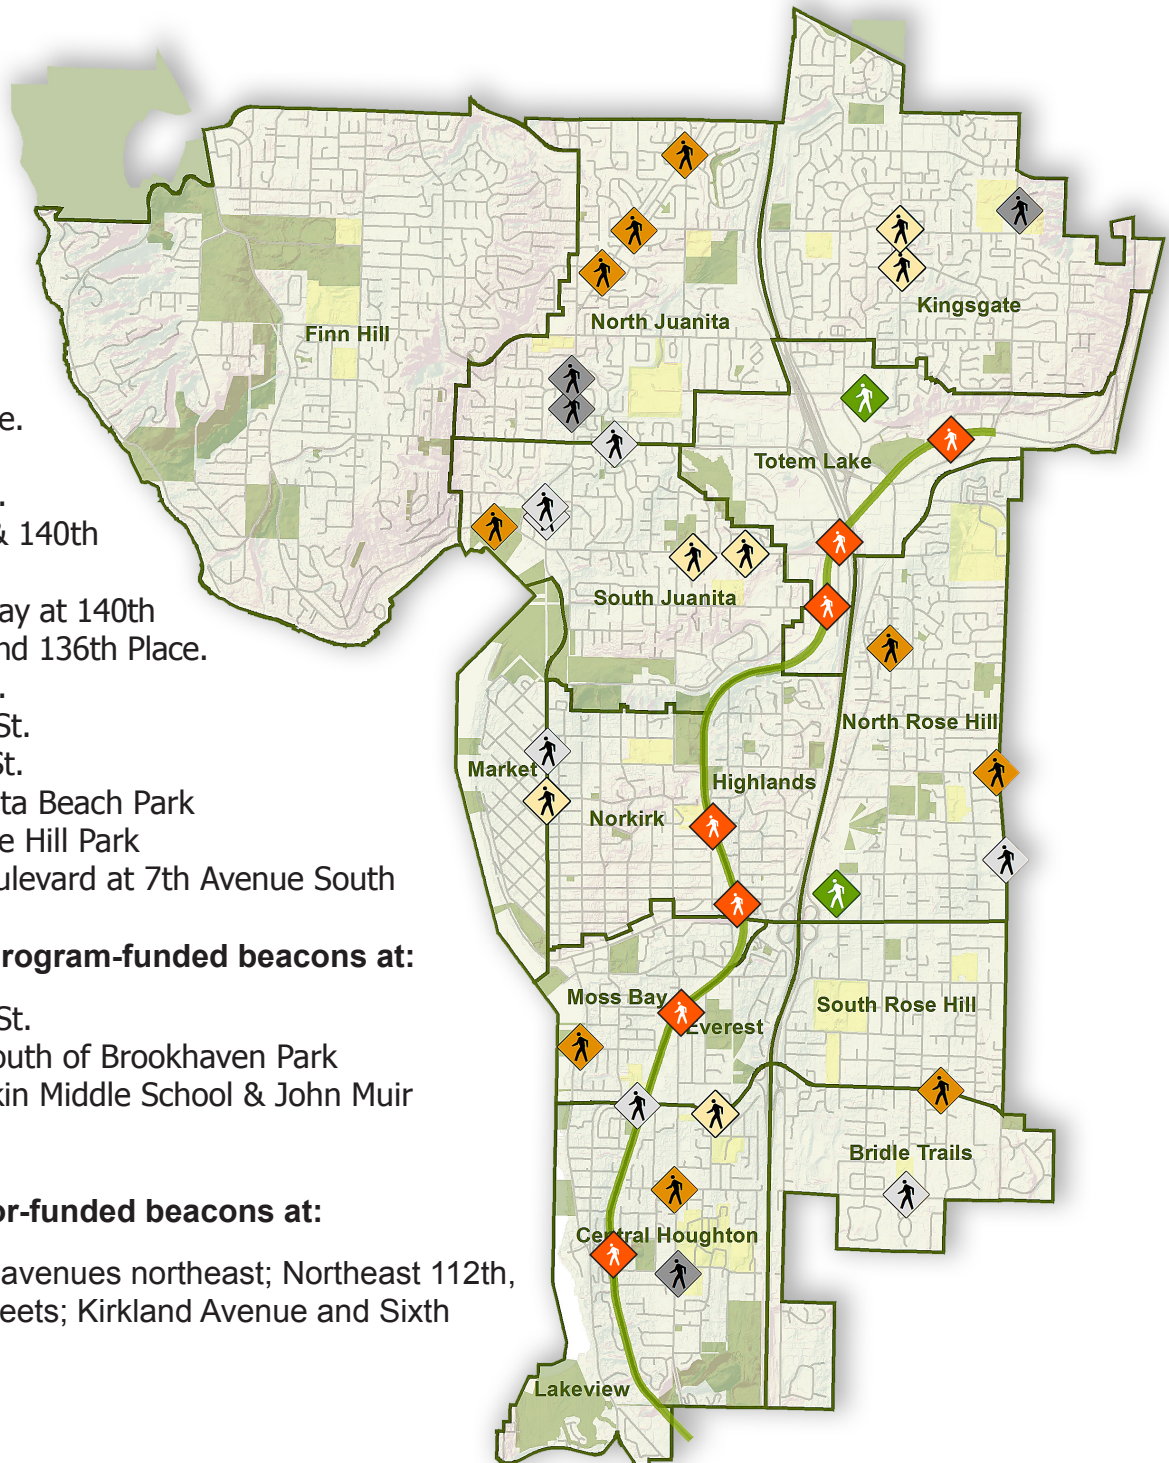 e.
.
& 140th
ay at 140th
nd 136th Place.
.
St.
St.
ta Beach Park
e Hill Park
ulevard at 7th Avenue South
rogram-funded beacons at:
St.
outh of Brookhaven Park
kin Middle School & John Muir
or-funded beacons at:
avenues northeast; Northeast 112th,
eets; Kirkland Avenue and Sixth
Finn Hill
North Juanita
Kingsgate
Totem Lake
South Juanita
North Rose Hill
Market
Highlands
Norkirk
Moss Bay
Everest
South Rose Hill
Bridle Trails
Central Houghton
Lakeview